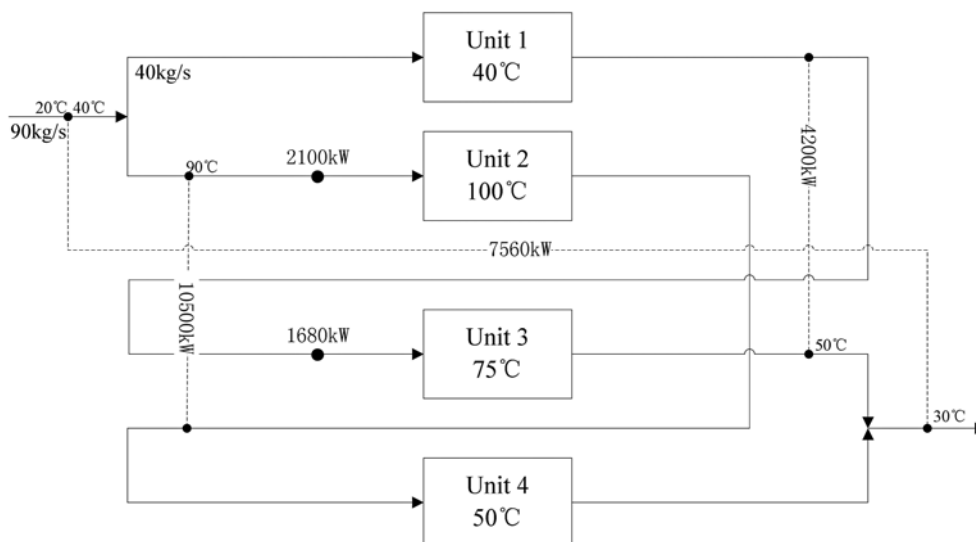 Unit 1
40℃
40kg/s
20℃ 40℃
90kg/s
4200kW
90℃
2100kW
Unit 2
100℃
7560kW
10500kW
1680kW
Unit 3
75℃
50℃
30℃
Unit 4
50℃